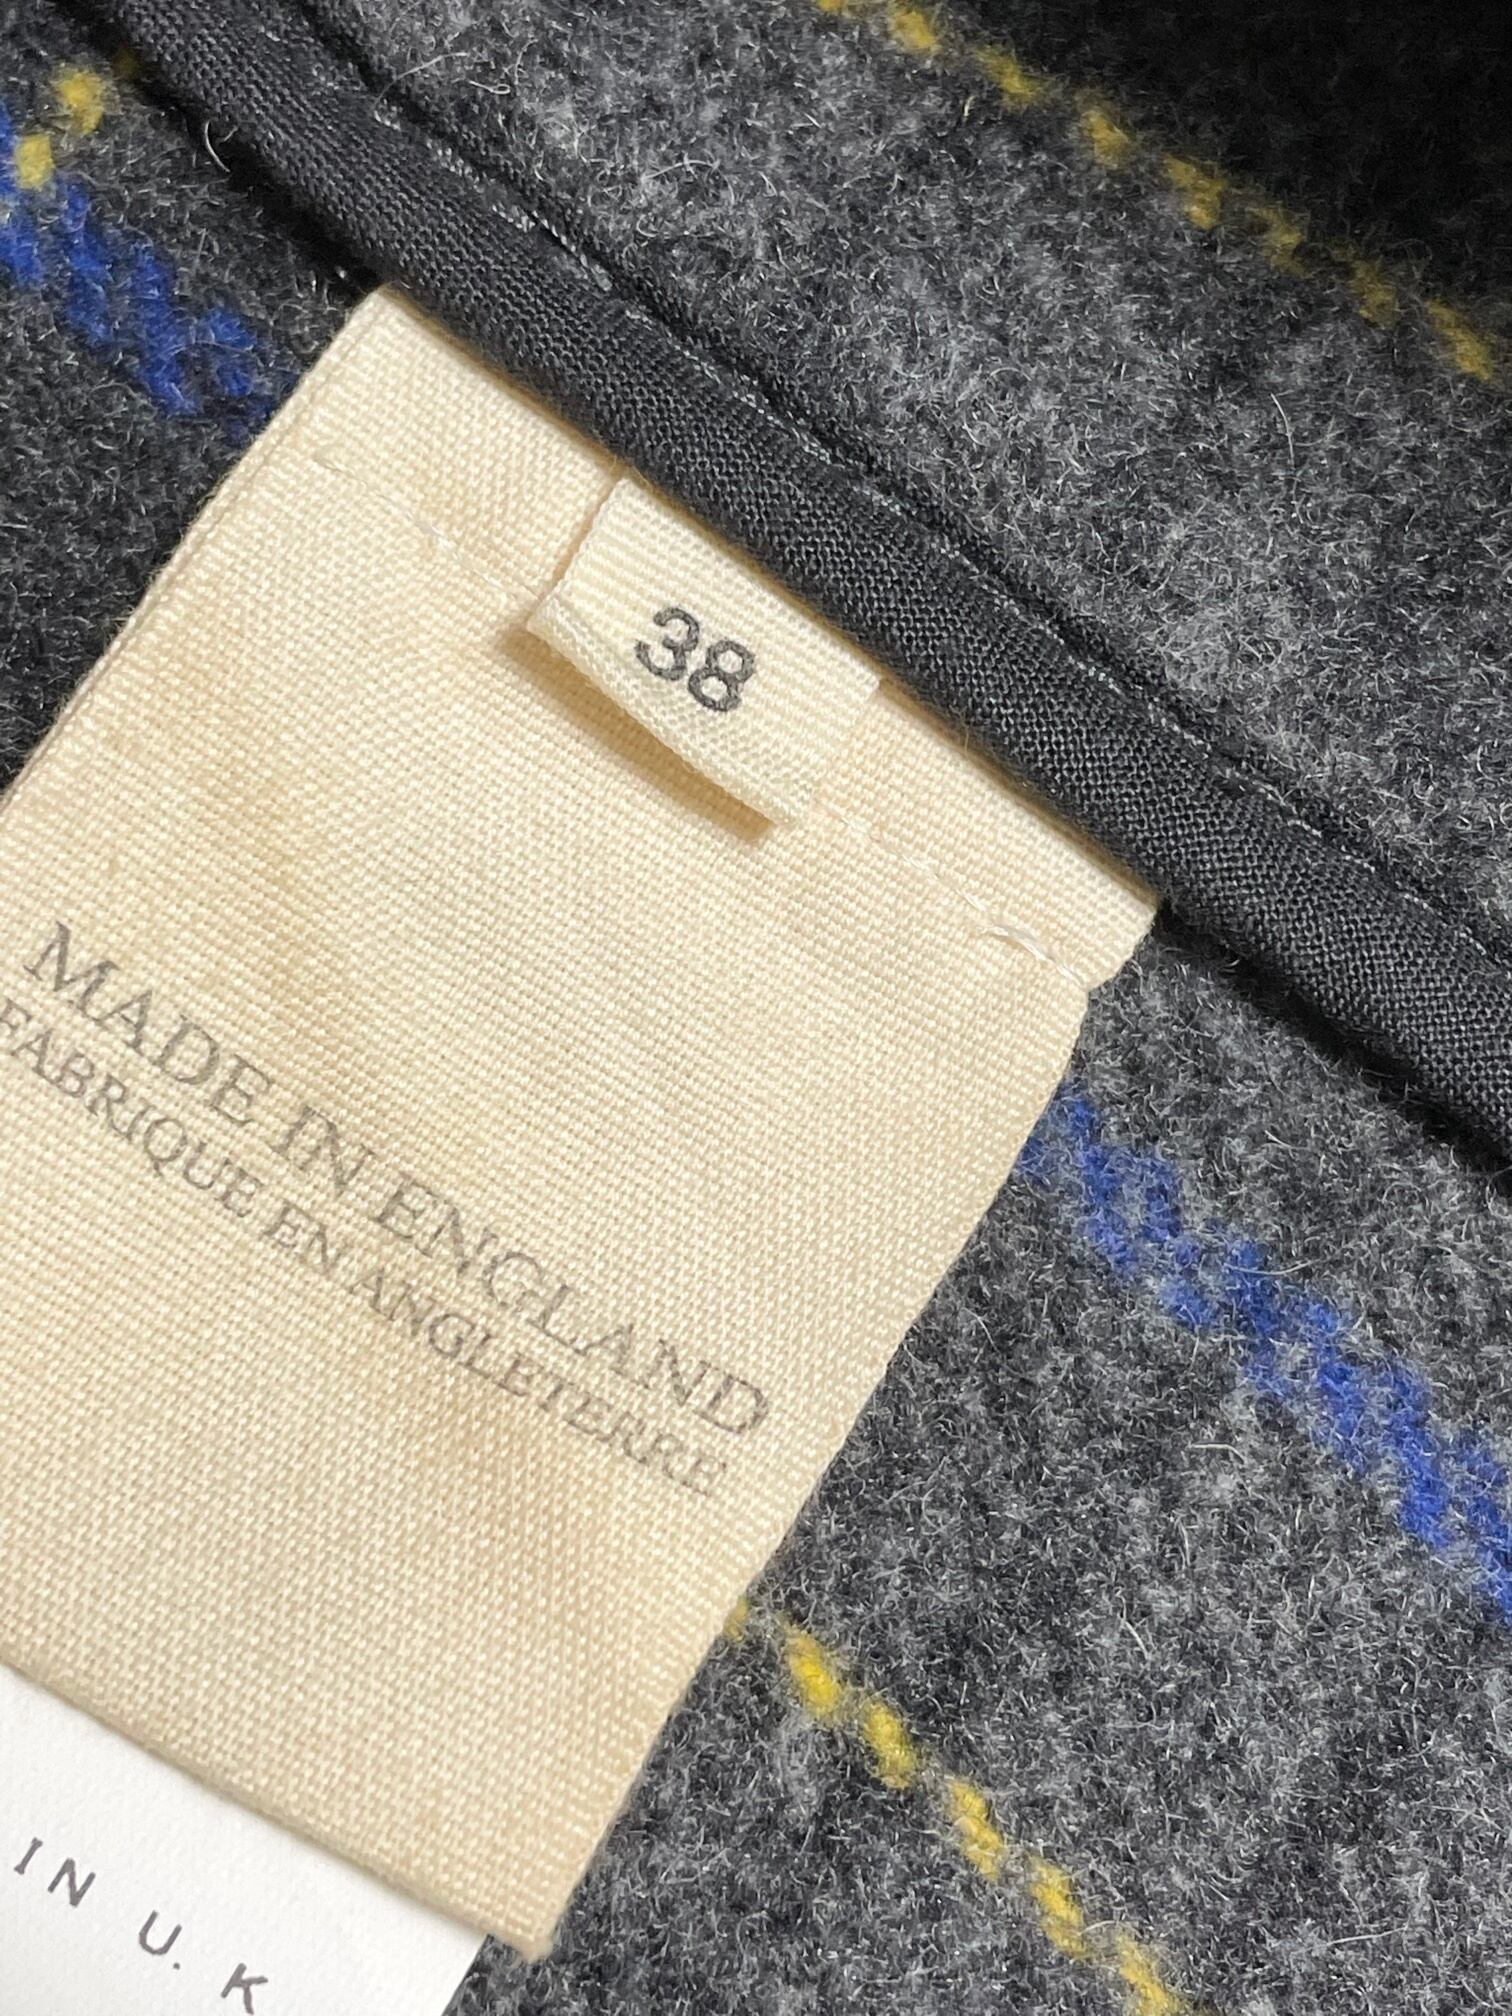 38
MADE IN ENGLAND
FABRIQUE EN ANGLETERRE
IN U.K